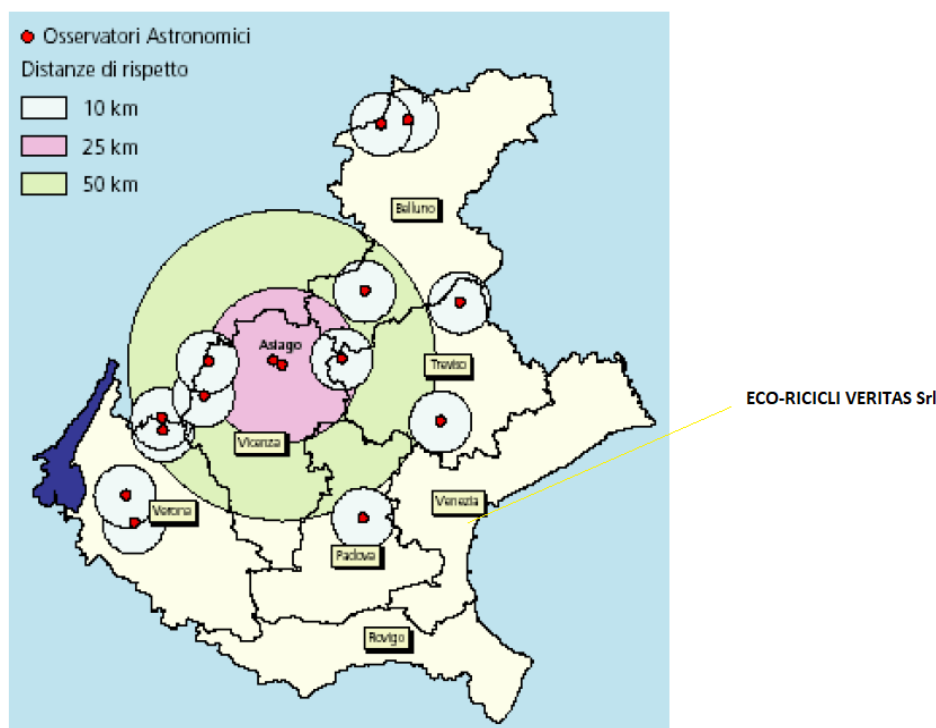 Osservatori Astronomici
Distanze di rispetto
10 km
25 km
50 km
Belluno
Asiago
Treviso
ECO-RICICLI VERITAS Srl
Vicenza
Venezia
Verona
Padova
Rovigo